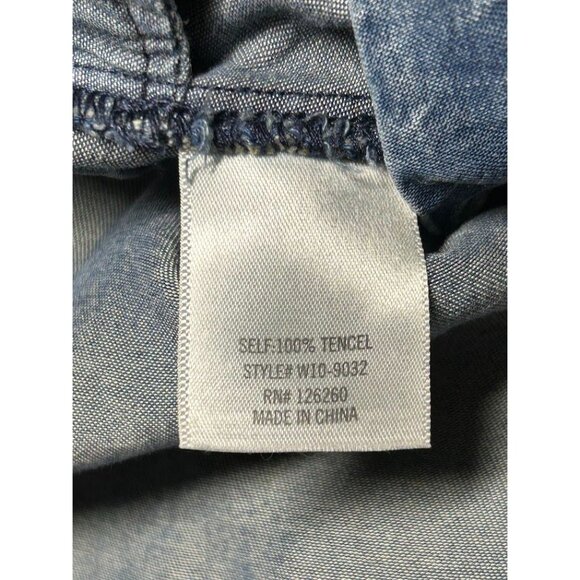 SELF:100% TENCEL
STYLE# W10-9032
RN# 126260
MADE IN CHINA